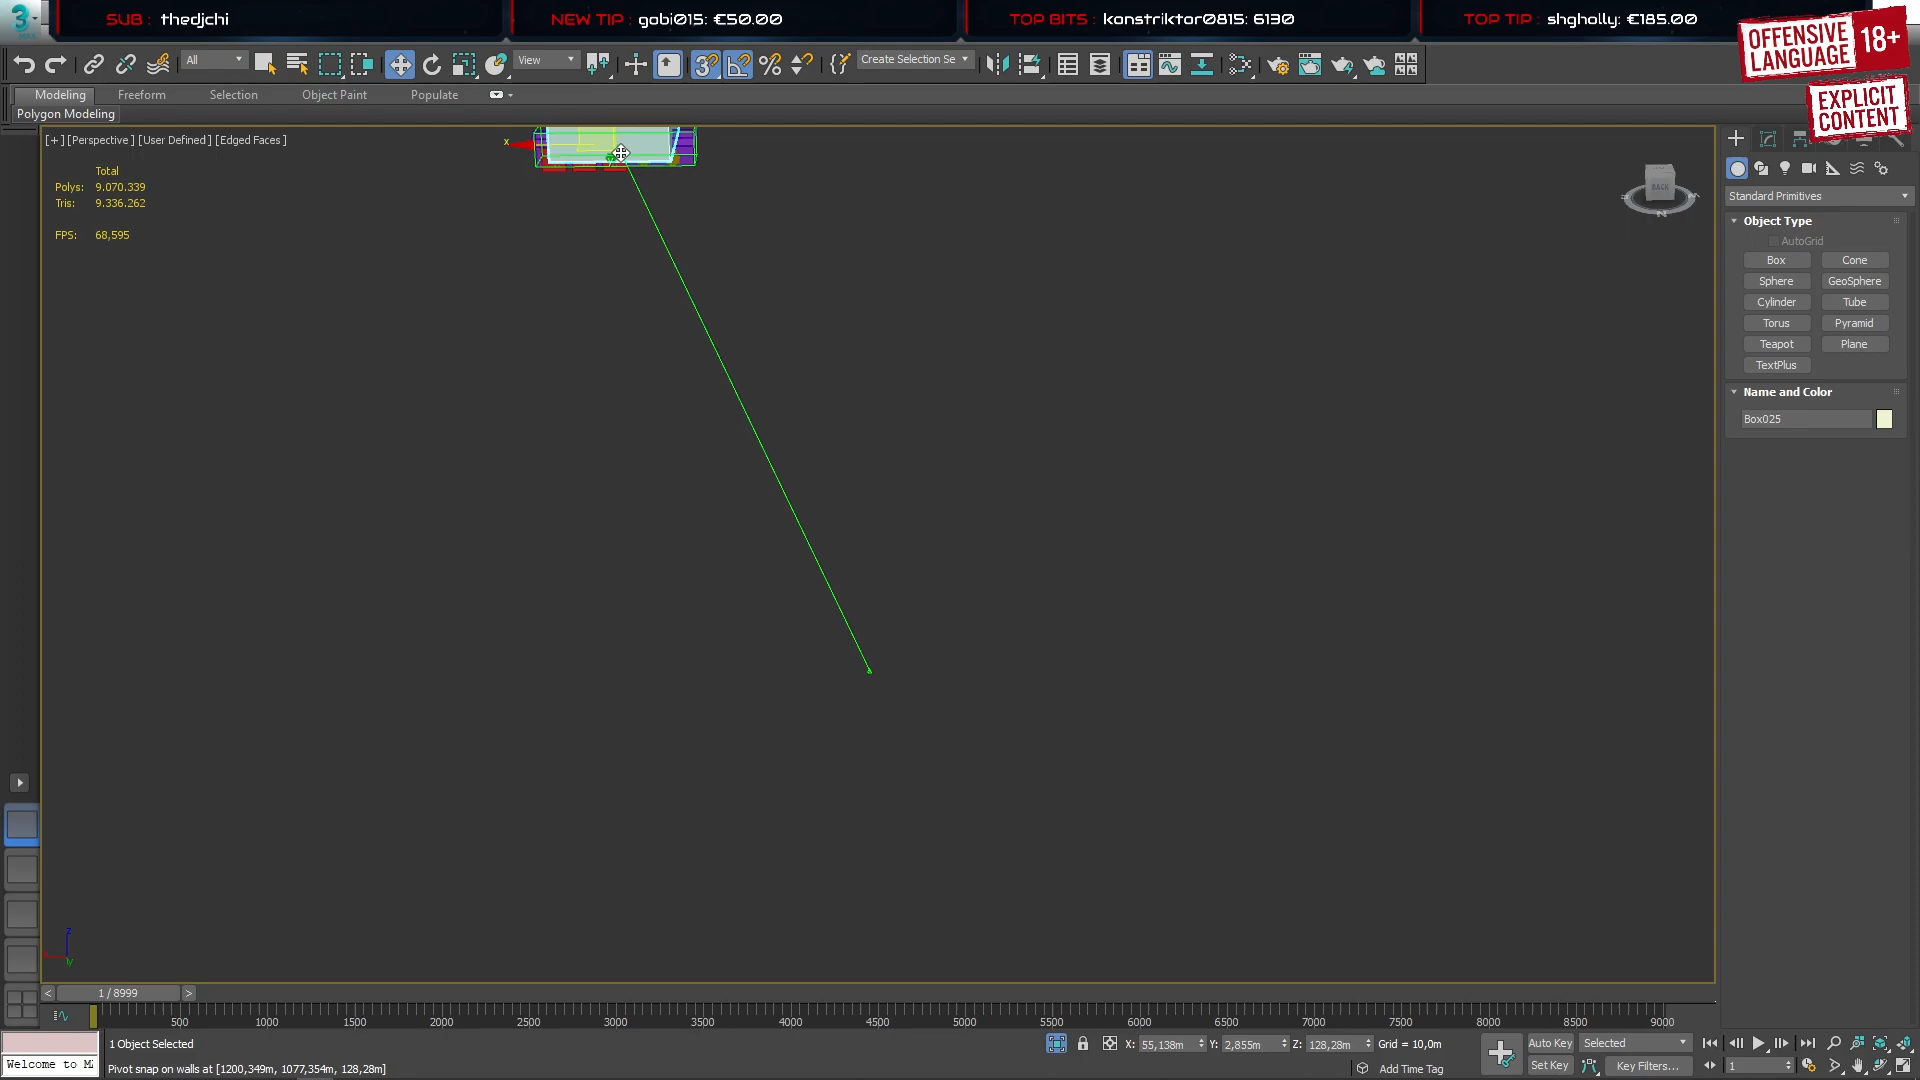 SUB : thedjchi
NEW TIP : gabi015: €50.00
TOP BITS : konstriktor0815: 6130
TOP TIP : shgholly: €185.00
OFFENSIVE LANGUAGE 18+
EXPLICIT CONTENT
3
MAX
All
View
Create Selection Se
Modeling
Freeform
Selection
Object Paint
Populate
Polygon Modeling
[+] [Perspective ] [User Defined ] [Edged Faces ]
x
Total
Polys: 9.070.339
Tris: 9.336.262
FPS: 68,595
BACK
Standard Primitives
Object Type
AutoGrid
Box
Cone
Sphere
GeoSphere
Cylinder
Tube
Torus
Pyramid
Teapot
Plane
TextPlus
Name and Color
Box025
z
y
< 1 / 8999 >
500 1000 1500 2000 2500 3000 3500 4000 4500 5000 5500 6000 6500 7000 7500 8000 8500 9000
1 Object Selected
X: 55,138m Y: 2,855m Z: 128,28m Grid = 10,0m
Auto Key
Selected
Welcome to M
Pivot snap on walls at [1200,349m, 1077,354m, 128,28m]
Add Time Tag
Set Key
Key Filters...
1